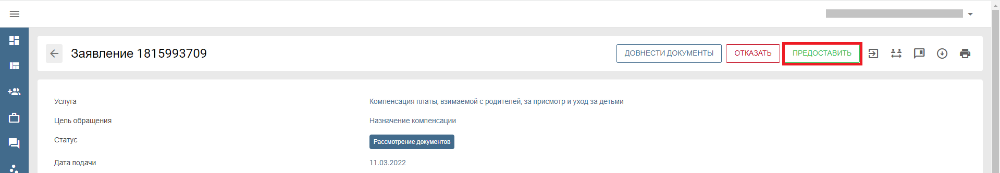 Заявление 1815993709
ДОВНЕСТИ ДОКУМЕНТЫ
ОТКАЗАТЬ
ПРЕДОСТАВИТЬ
Услуга
Компенсация платы, взимаемой с родителей, за присмотр и уход за детьми
Цель обращения
Назначение компенсации
Статус
Рассмотрение документов
Дата подачи
11.03.2022